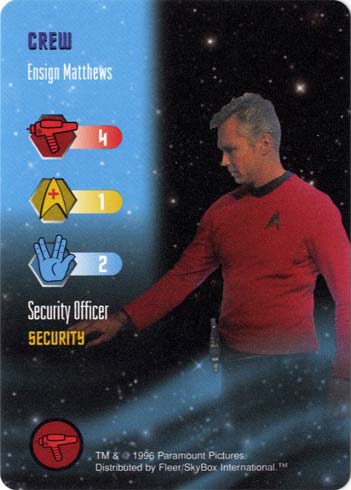 CREW
Ensign Matthews
4
1
2
Security Officer
SECURITY
TM & © 1996 Paramount Pictures.
Distributed by Fleer/SkyBox International.™